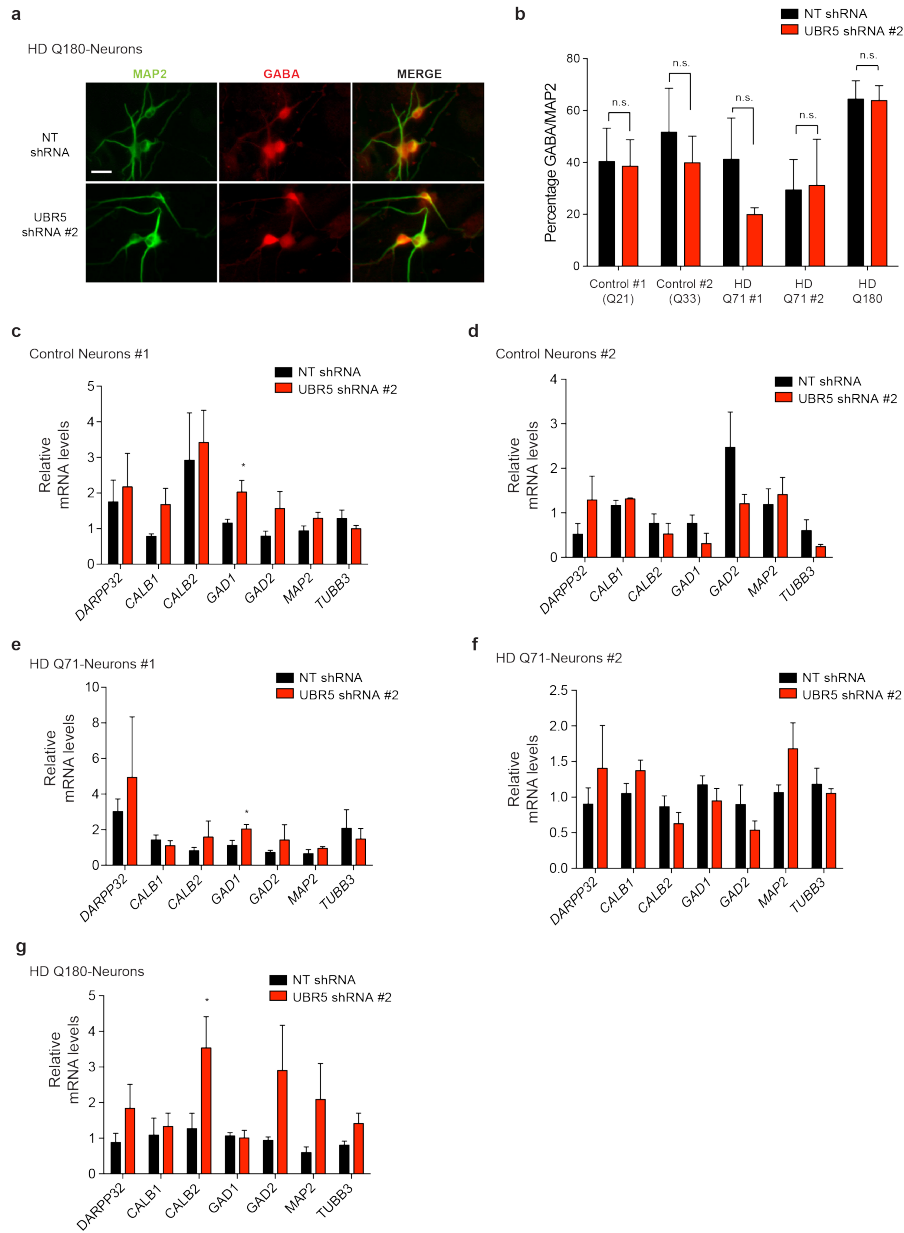 a
HD Q180-Neurons
MAP2
GABA
MERGE
NT
shRNA
UBR5
shRNA #2
b
NT shRNA
UBR5 shRNA #2
Percentage GABA/MAP2
80
60
40
20
0
n.s.
n.s.
n.s.
n.s.
n.s.
Control #1
(Q21)
Control #2
(Q33)
HD
Q71 #1
HD
Q71 #2
HD
Q180
c
Control Neurons #1
NT shRNA
UBR5 shRNA #2
Relative
mRNA levels
5
4
3
2
1
0
*
DARPP32
CALB1
CALB2
GAD1
GAD2
MAP2
TUBB3
d
Control Neurons #2
NT shRNA
UBR5 shRNA #2
Relative
mRNA levels
4
3
2
1
0
DARPP32
CALB1
CALB2
GAD1
GAD2
MAP2
TUBB3
e
HD Q71-Neurons #1
NT shRNA
UBR5 shRNA #2
Relative
mRNA levels
10
8
6
4
2
0
*
DARPP32
CALB1
CALB2
GAD1
GAD2
MAP2
TUBB3
f
HD Q71-Neurons #2
NT shRNA
UBR5 shRNA #2
Relative
mRNA levels
2.5
2.0
1.5
1.0
0.5
0.0
DARPP32
CALB1
CALB2
GAD1
GAD2
MAP2
TUBB3
g
HD Q180-Neurons
NT shRNA
UBR5 shRNA #2
Relative
mRNA levels
5
4
3
2
1
0
*
DARPP32
CALB1
CALB2
GAD1
GAD2
MAP2
TUBB3